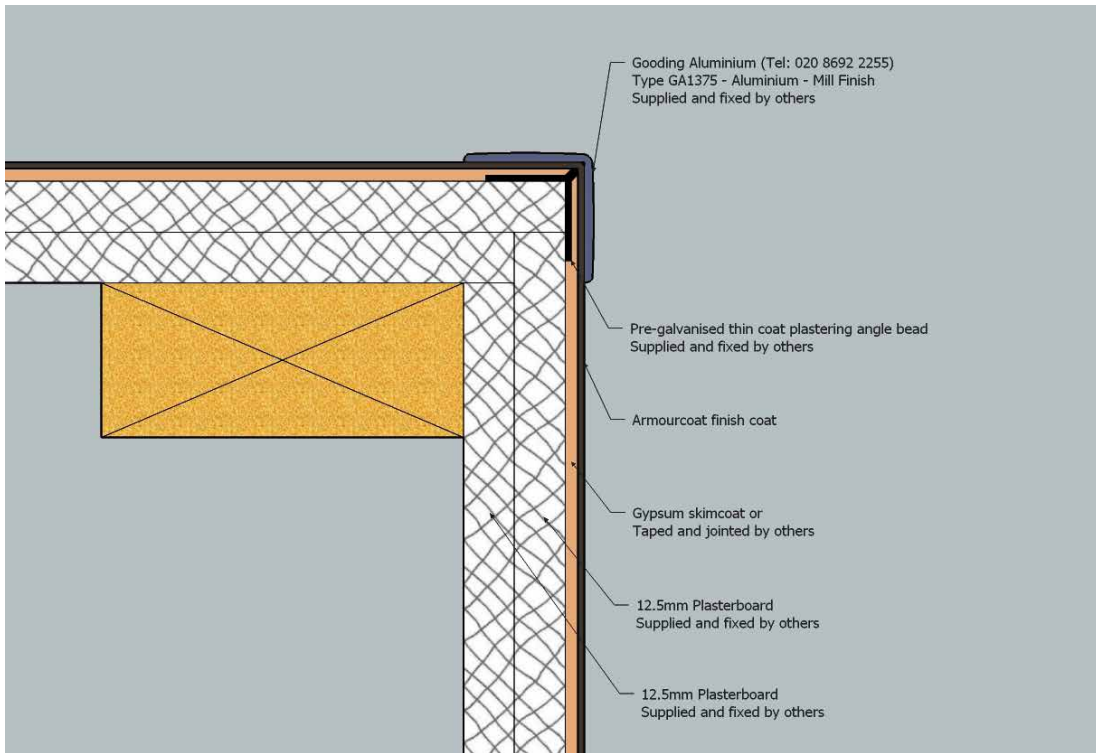 Gooding Aluminium (Tel: 020 8692 2255)
Type GA1375 - Aluminium - Mill Finish
Supplied and fixed by others
Pre-galvanised thin coat plastering angle bead
Supplied and fixed by others
Armourcoat finish coat
Gypsum skimcoat or
Taped and jointed by others
12.5mm Plasterboard
Supplied and fixed by others
12.5mm Plasterboard
Supplied and fixed by others